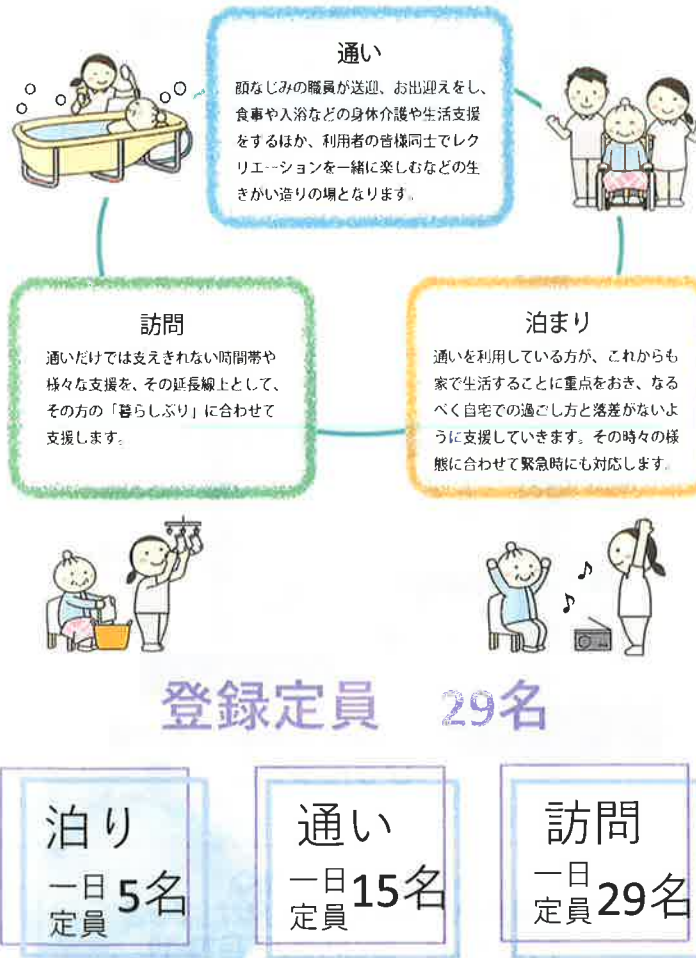 通い
顔なじみの職員が送迎、お出迎えをし、
食事や入浴などの身体介護や生活支援
をするほか、利用者の皆様同士でレク
リエーションを一緒に楽しむなどの生
きがい造りの場となります。
訪問
通いだけでは支えきれない時間帯や
様々な支援を、その延長線上として、
その方の「暮らしぶり」に合わせて
支援します。
泊まり
通いを利用している方が、これからも
家で生活することに重点をおき、なる
べく自宅での過ごし方と落差がないよ
うに支援していきます。その時々の様
態に合わせて緊急時にも対応します。
登録定員 29名
泊り
一日
定員 5名
通い
一日
定員 15名
訪問
一日
定員 29名